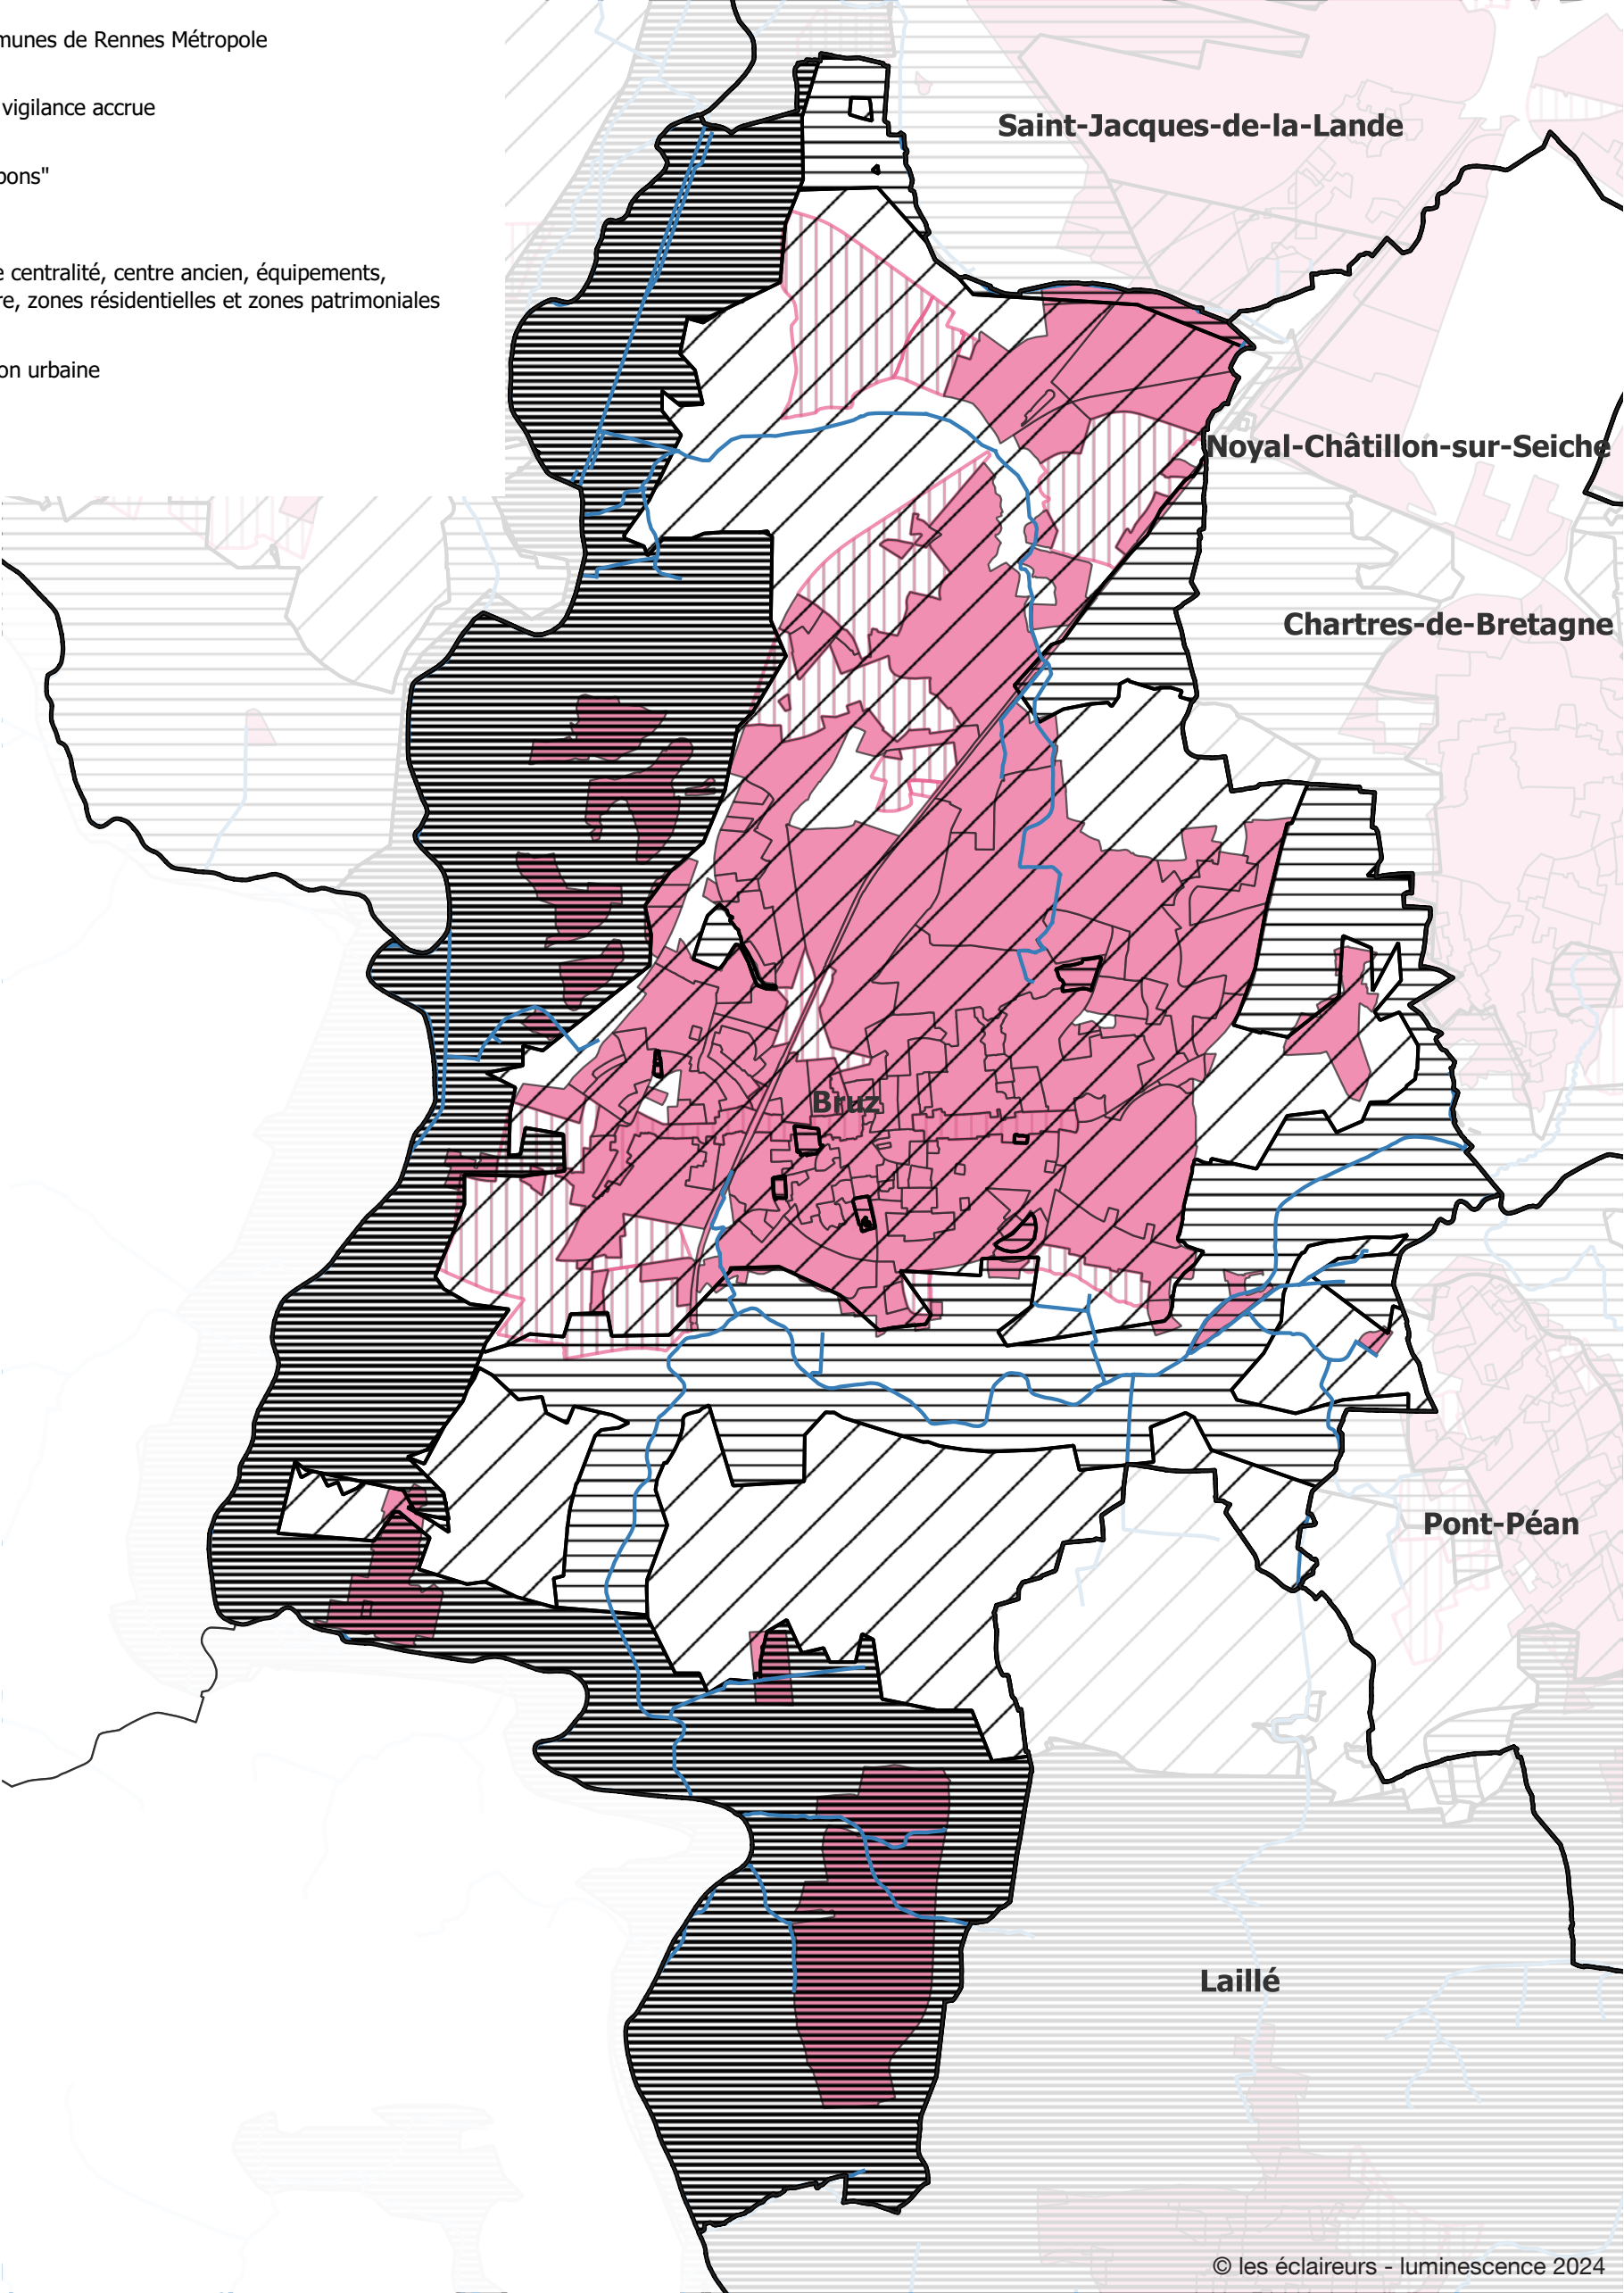 munes de Rennes Métropole
vigilance accrue
bons"
e centralité, centre ancien, équipements,
re, zones résidentielles et zones patrimoniales
on urbaine
Saint-Jacques-de-la-Lande
Noyal-Châtillon-sur-Seiche
Chartres-de-Bretagne
Bruz
Pont-Péan
Laillé
© les éclaireurs - luminescence 2024